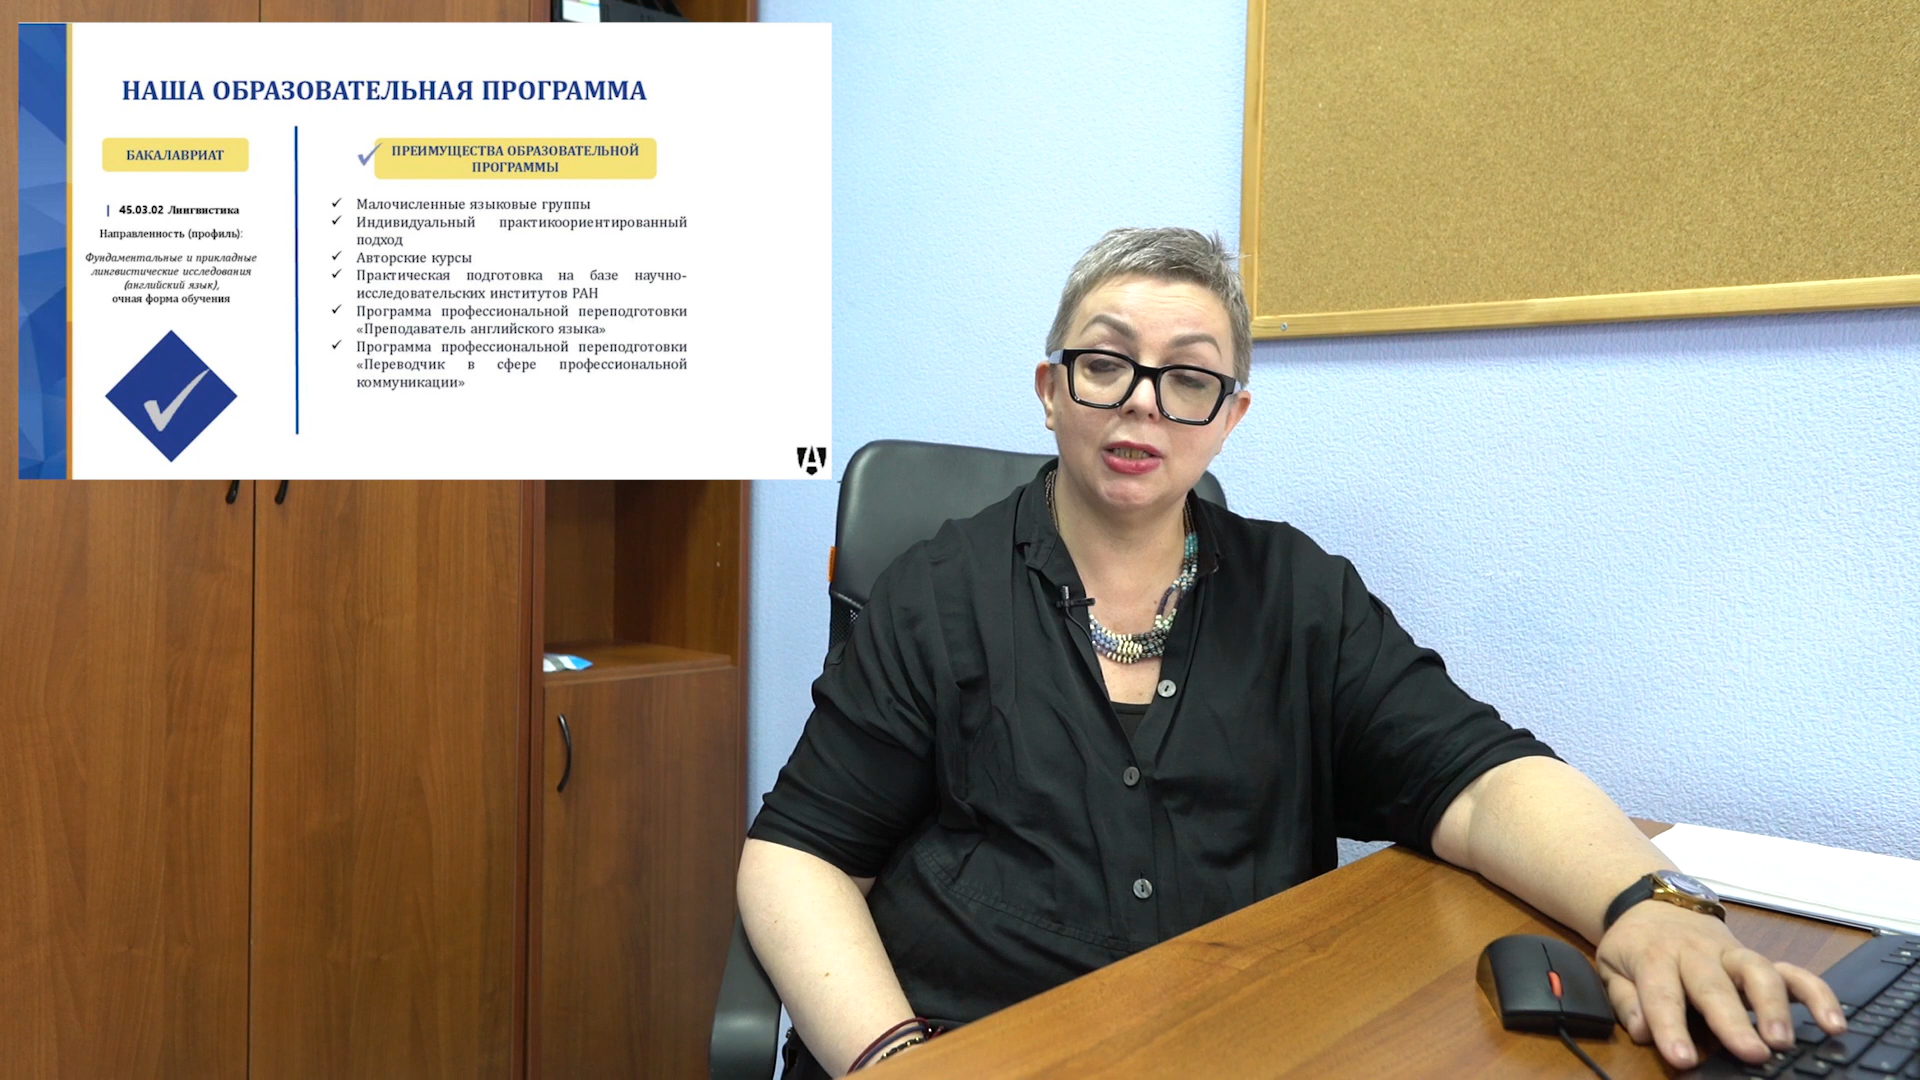 НАША ОБРАЗОВАТЕЛЬНАЯ ПРОГРАММА
БАКАЛАВРИАТ
45.03.02 Лингвистика
Направленность (профиль):
Фундаментальные и прикладные
лингвистические исследования
(английский язык),
очная форма обучения
ПРЕИМУЩЕСТВА ОБРАЗОВАТЕЛЬНОЙ
ПРОГРАММЫ
Малочисленные языковые группы
Индивидуальный практикоориентированный
подход
Авторские курсы
Практическая подготовка на базе научно-
исследовательских институтов РАН
Программа профессиональной переподготовки
«Преподаватель английского языка»
Программа профессиональной переподготовки
«Переводчик в сфере профессиональной
коммуникации»